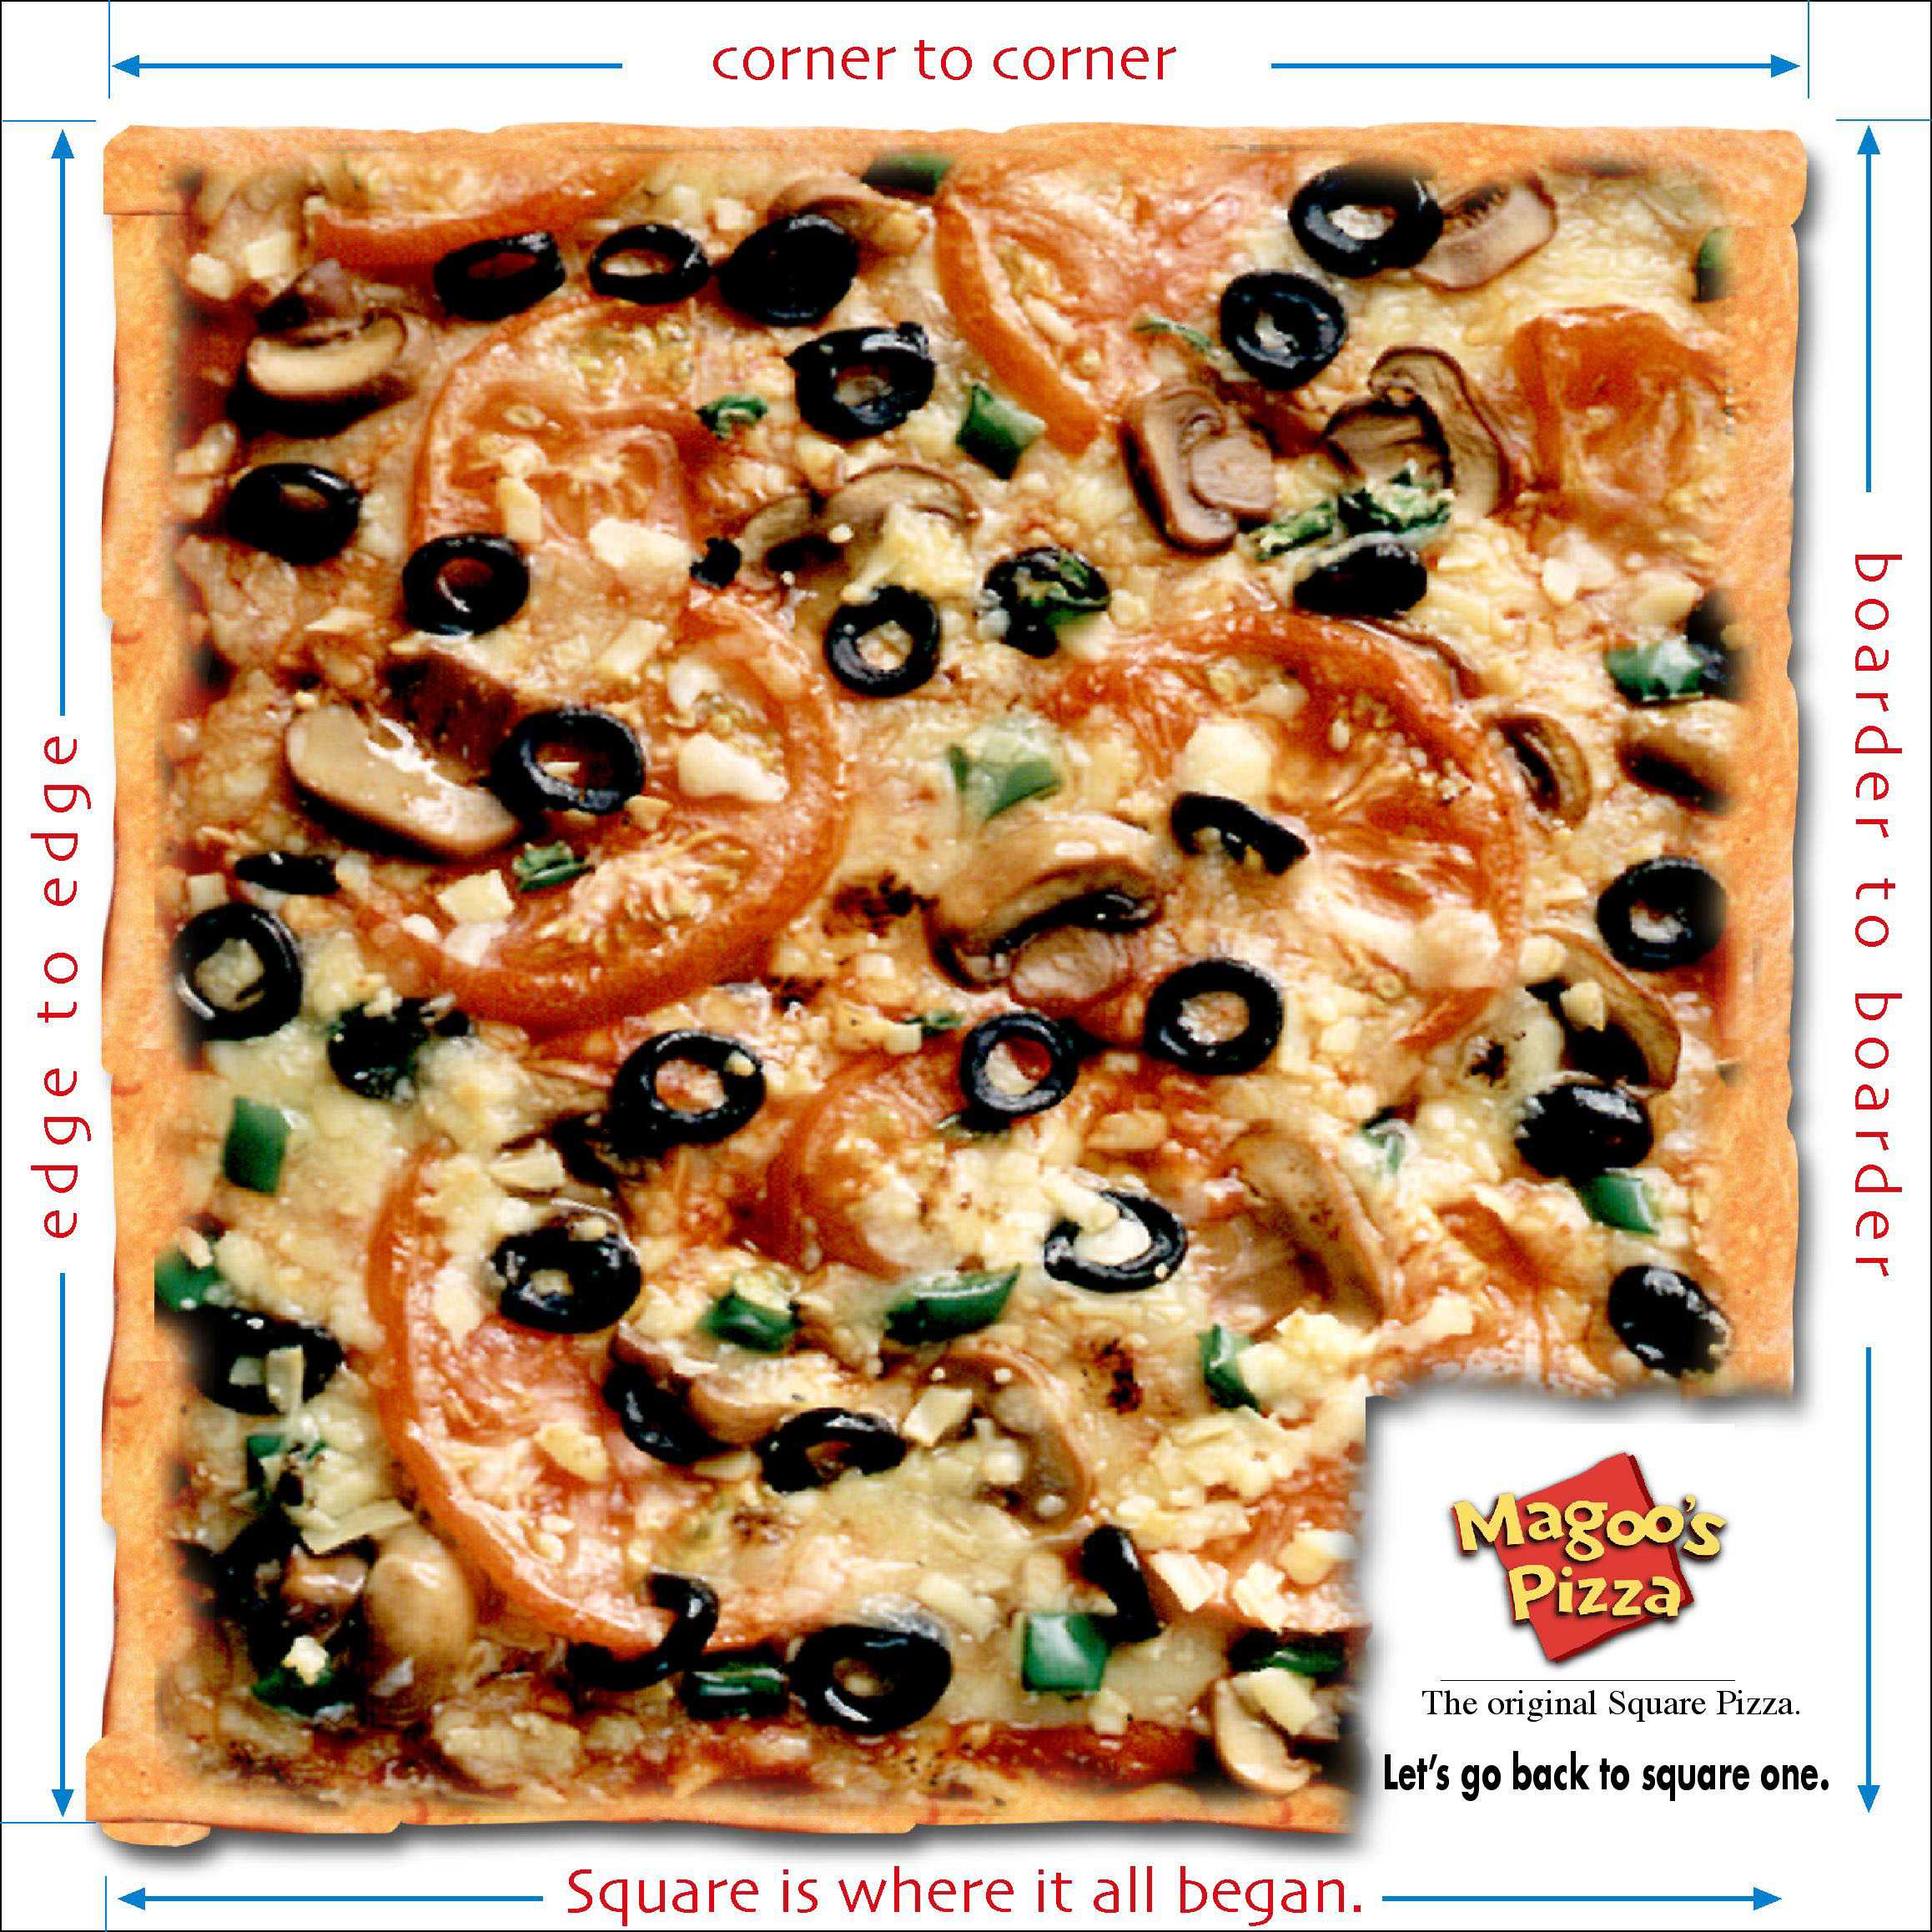 corner to corner
edge to edge
boarder to boarder
Magoo's
Pizza
The original Square Pizza.
Let's go back to square one.
Square is where it all began.